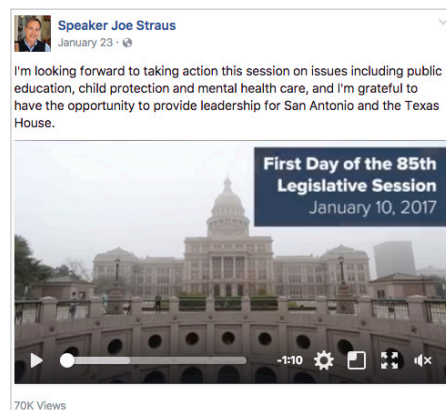 Speaker Joe Straus
January 23 ·
I'm looking forward to taking action this session on issues including public
education, child protection and mental health care, and I'm grateful to
have the opportunity to provide leadership for San Antonio and the Texas
House.
First Day of the 85th
Legislative Session
January 10, 2017
-1:10
70K Views